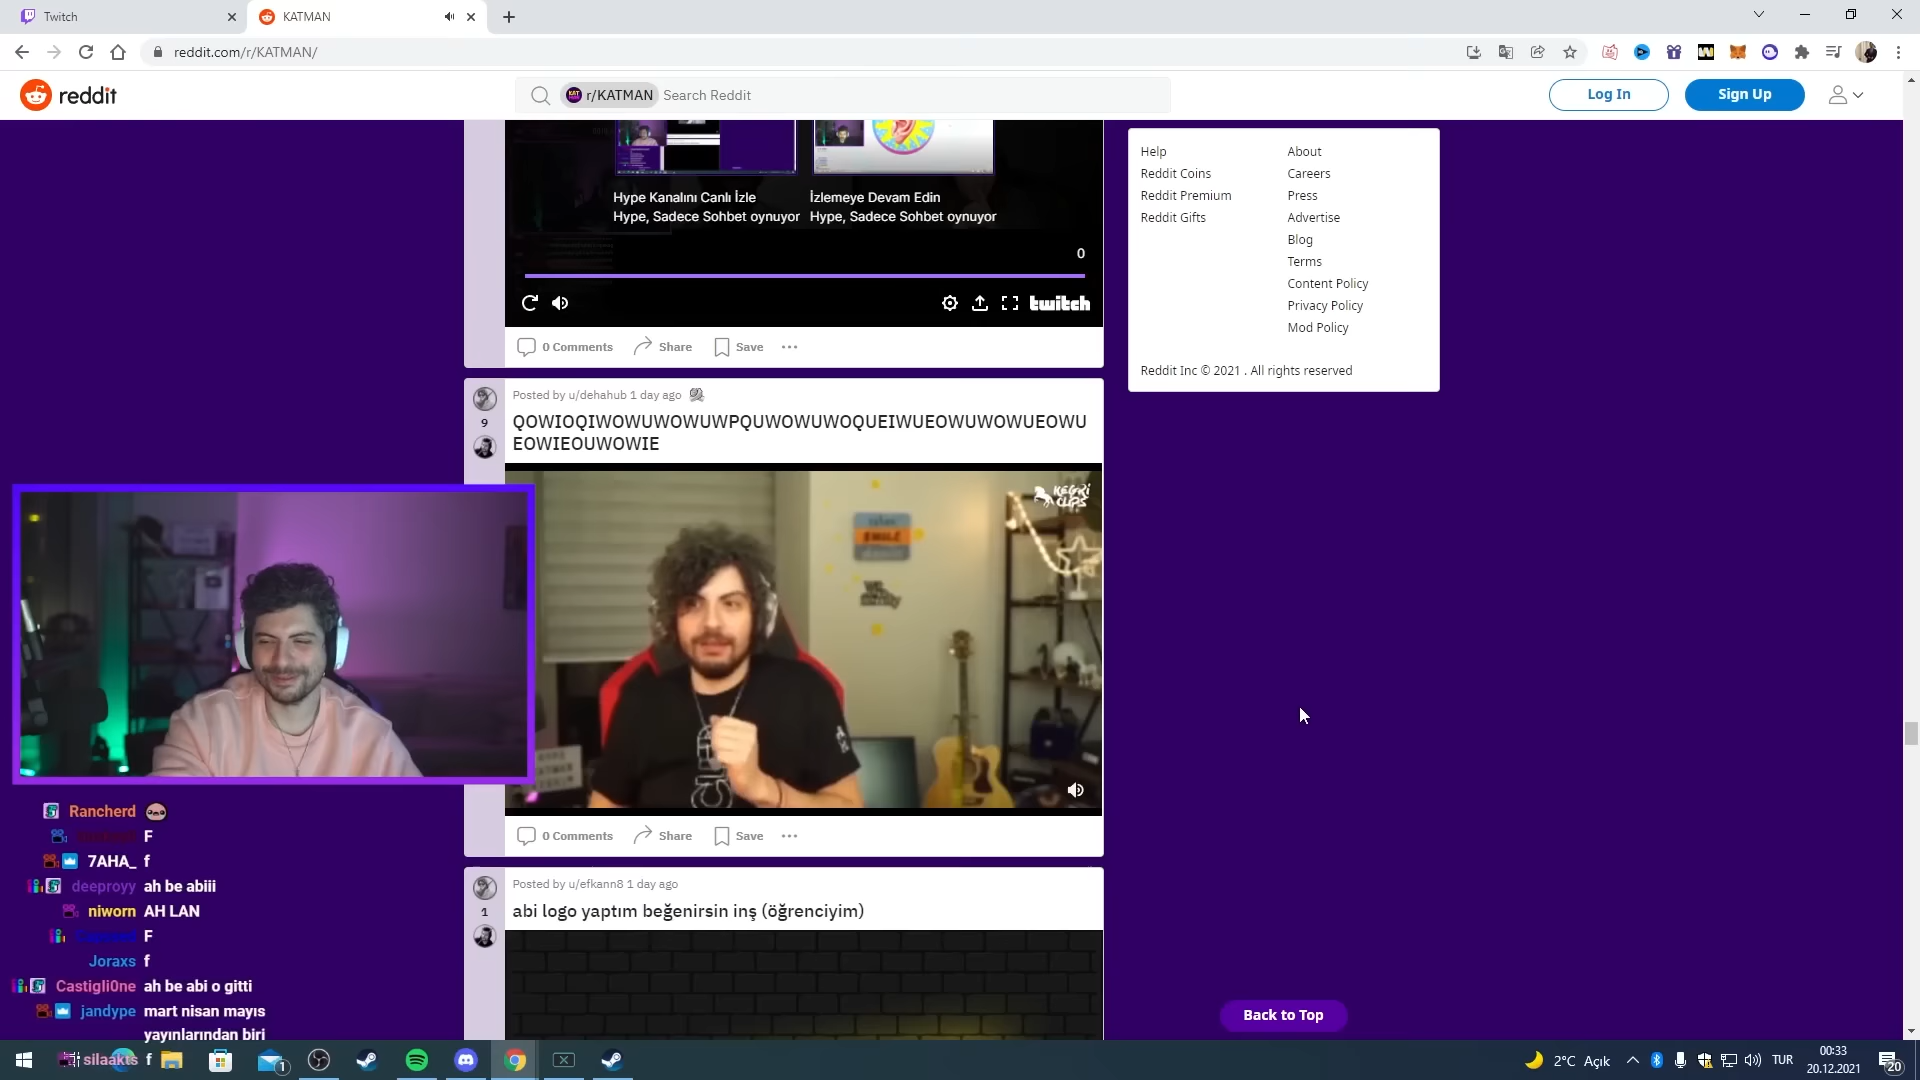 Twitch
KATMAN
reddit.com/r/KATMAN/
reddit
r/KATMAN
Search Reddit
Log In
Sign Up
Hype Kanalını Canlı İzle
Hype, Sadece Sohbet oynuyor
İzlemeye Devam Edin
Hype, Sadece Sohbet oynuyor
0
twitch
0 Comments
Share
Save
Help
Reddit Coins
Reddit Premium
Reddit Gifts
About
Careers
Press
Advertise
Blog
Terms
Content Policy
Privacy Policy
Mod Policy
Reddit Inc © 2021 . All rights reserved
9
Posted by u/dehahub 1 day ago
QOWIOQIWOWUWOWUWPQUWOWUWOQUEIWUEOWUWOWUEOWU
EOWIEOUWOWIE
KEGRİ
CLIPS
SMILE
0 Comments
Share
Save
1
Posted by u/efkann8 1 day ago
abi logo yaptım beğenirsin inş (öğrenciyim)
Rancherd
F
7AHA_ f
deeproyy ah be abiii
niworn AH LAN
F
Joraxs f
Castigli0ne ah be abi o gitti
jandype mart nisan mayıs
yayınlarından biri
silaakts f
Back to Top
1
2°C Açık
TUR
00:33
20.12.2021
20